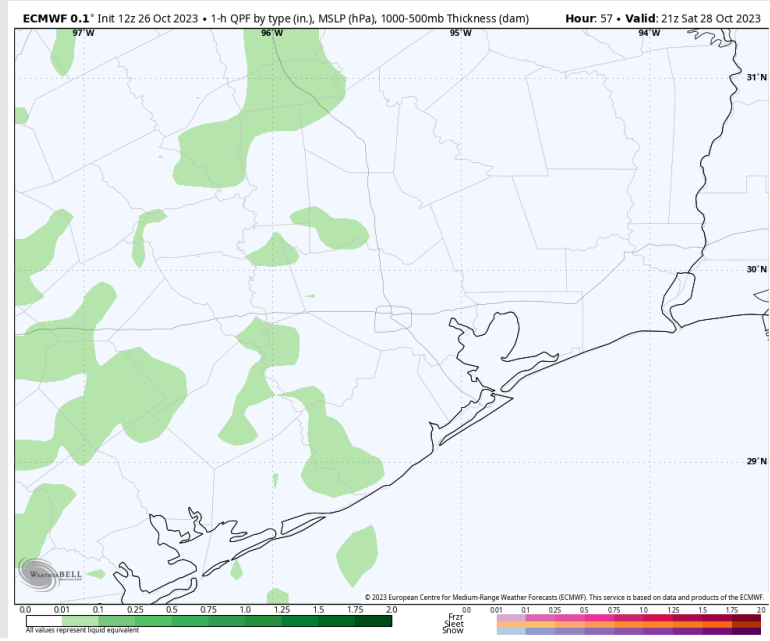 ECMWF 0.1° Init 12z 26 Oct 2023 • 1-h QPF by type (in.), MSLP (hPa), 1000-500mb Thickness (dam) Hour: 57 • Valid: 21z Sat 28 Oct 2023
97°W 96°W 95°W 94°W
31°N
30°N
29°N
WEATHERBELL
© 2023 European Centre for Medium-Range Weather Forecasts (ECMWF). This service is based on data and products of the ECMWF.
0.0 0.01 0.1 0.25 0.5 0.75 1.0 1.25 1.5 1.75 2.0
All values represent liquid equivalent
0.0 0.01 0.1 0.25 0.5 0.75 1.0 1.25 1.5 1.75 2.0
Frzr
Sleet
Snow